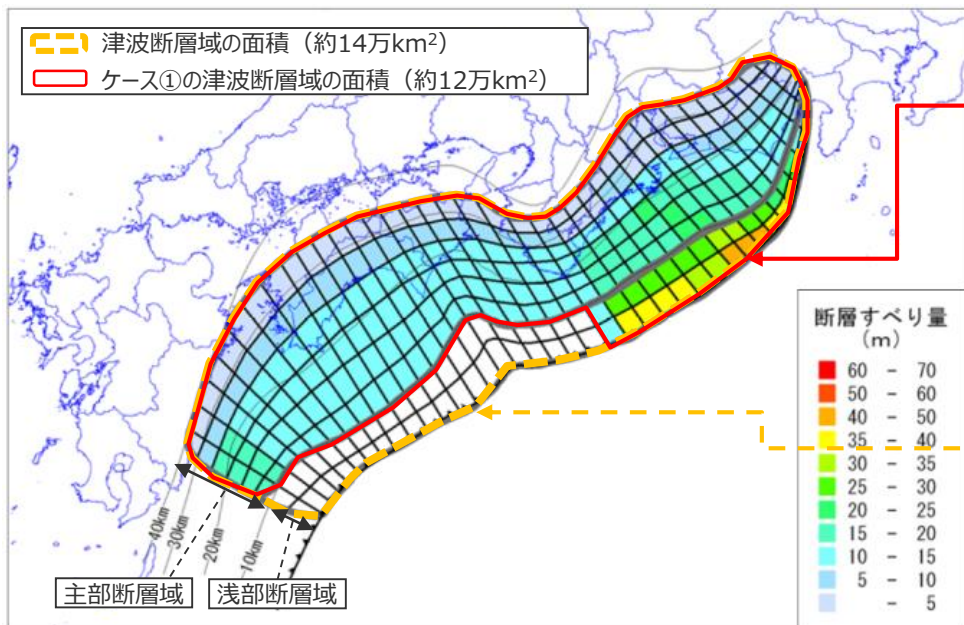 津波断層域の面積（約14万km²）
ケース①の津波断層域の面積（約12万km²）
断層すべり量
（m）
60 － 70
50 － 60
40 － 50
35 － 40
30 － 35
25 － 30
20 － 25
15 － 20
10 － 15
5 － 10
－ 5
40km
30km
20km
10km
主部断層域
浅部断層域